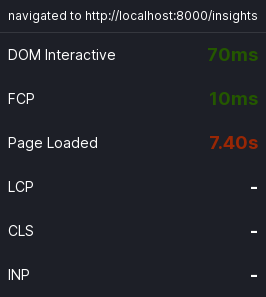 navigated to http://localhost:8000/insights
DOM Interactive 70ms
FCP 10ms
Page Loaded 7.40s
LCP -
CLS -
INP -